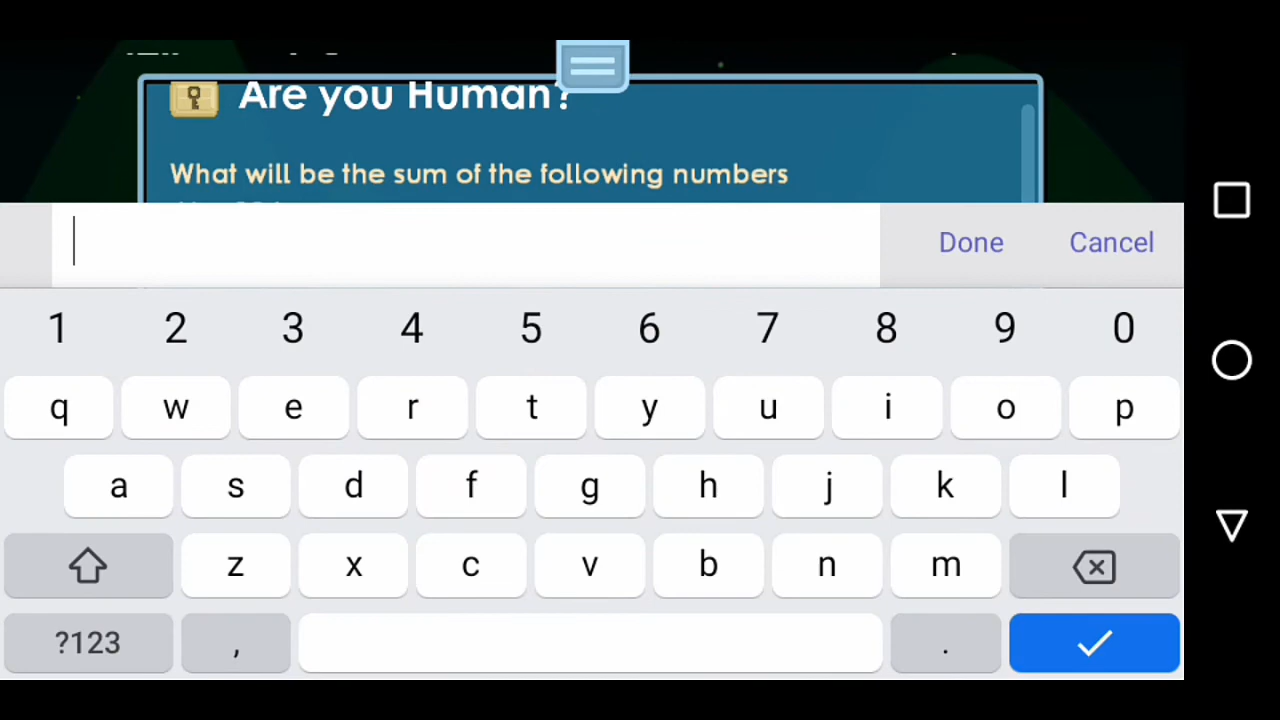 Are you Human?
What will be the sum of the following numbers
Done Cancel
1 2 3 4 5 6 7 8 9 0
q w e r t y u i o p
a s d f g h j k l
z x c v b n m
?123 , .